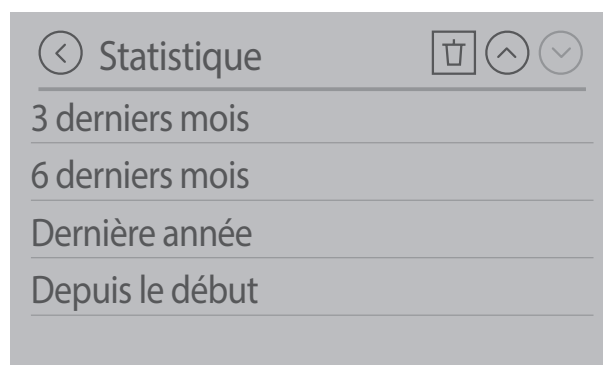 Statistique
3 derniers mois
6 derniers mois
Dernière année
Depuis le début